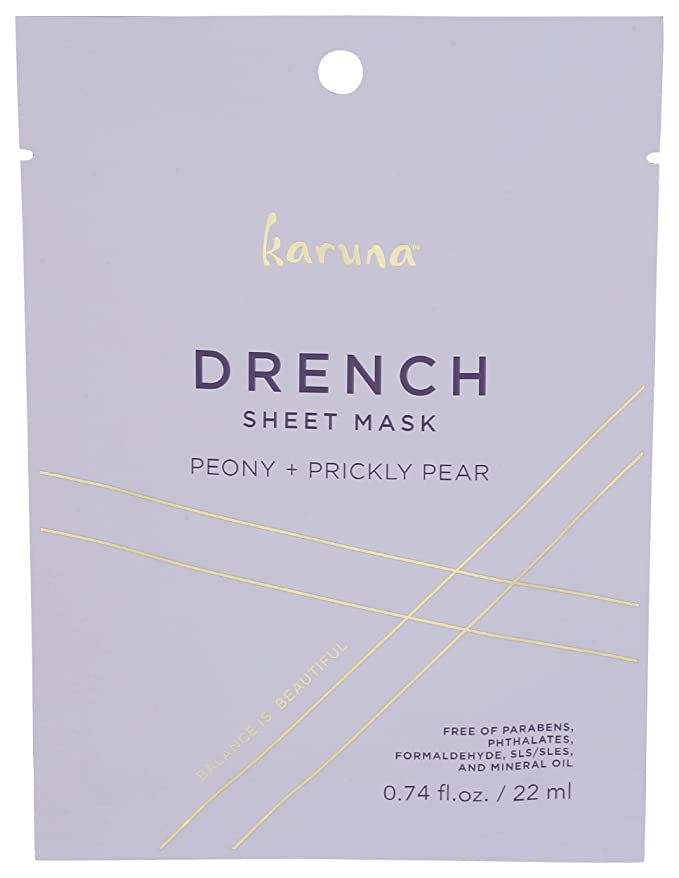 karuna™
DRENCH
SHEET MASK
PEONY + PRICKLY PEAR
BALANCE IS BEAUTIFUL
FREE OF PARABENS,
PHTHALATES,
FORMALDEHYDE, SLS/SLES,
AND MINERAL OIL
0.74 fl.oz. / 22 ml